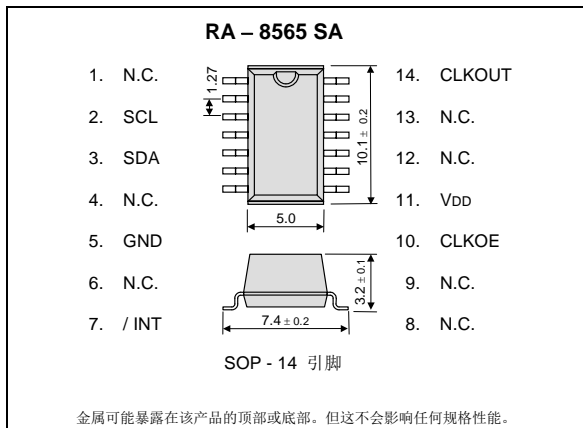 RA – 8565 SA
1. N.C.
2. SCL
3. SDA
4. N.C.
5. GND
6. N.C.
7. / INT
1.27
10.1 ± 0.2
5.0
3.2 ± 0.1
7.4 ± 0.2
14. CLKOUT
13. N.C.
12. N.C.
11. VDD
10. CLKOE
9. N.C.
8. N.C.
SOP - 14 引脚
金属可能暴露在该产品的顶部或底部。但这不会影响任何规格性能。